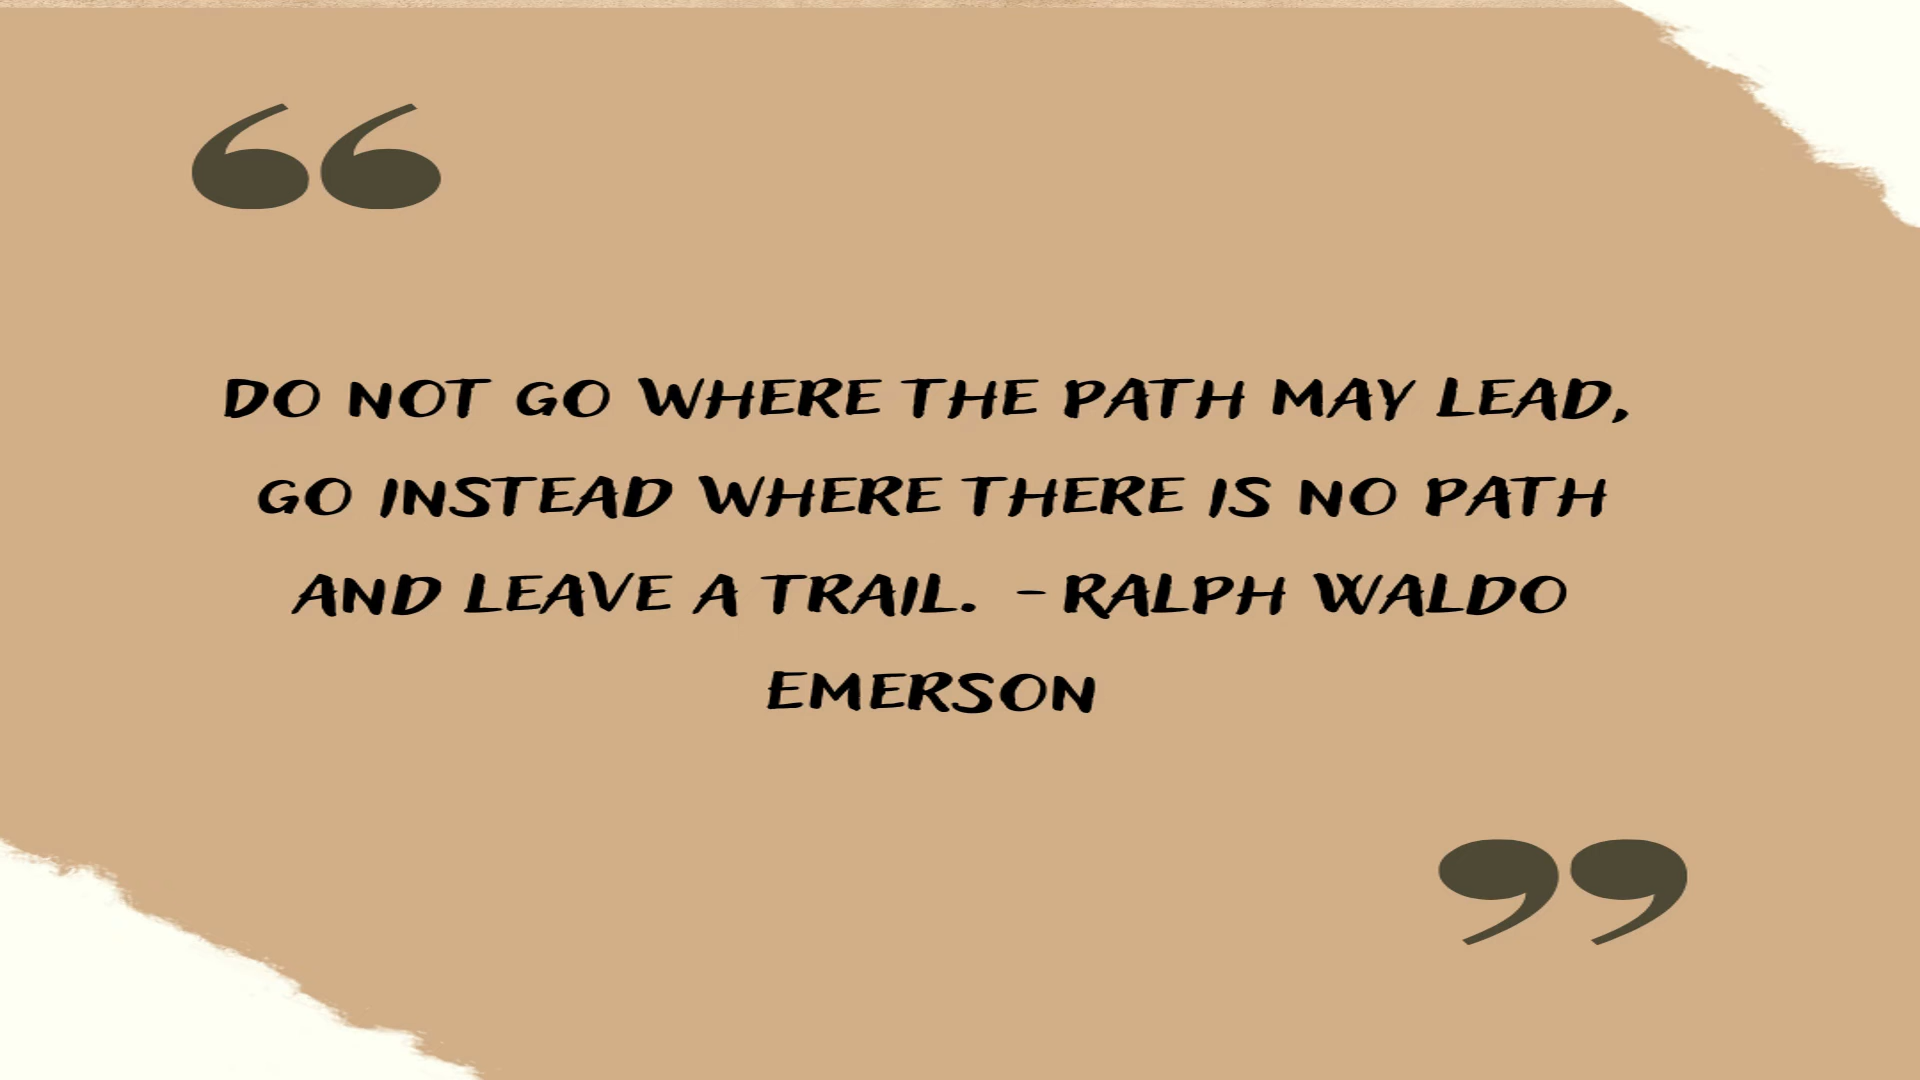 “
DO NOT GO WHERE THE PATH MAY LEAD,
GO INSTEAD WHERE THERE IS NO PATH
AND LEAVE A TRAIL. -RALPH WALDO
EMERSON
”